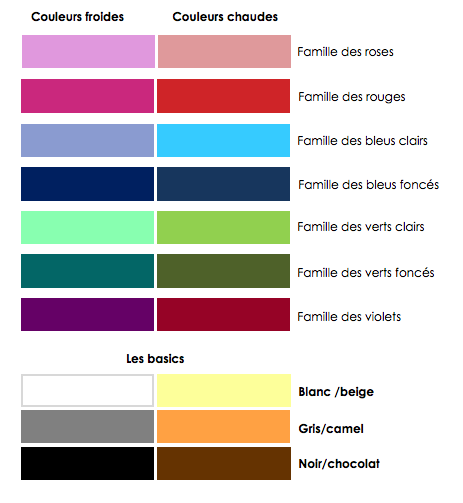 Couleurs froides Couleurs chaudes
Famille des roses
Famille des rouges
Famille des bleus clairs
Famille des bleus foncés
Famille des verts clairs
Famille des verts foncés
Famille des violets
Les basics
Blanc /beige
Gris/camel
Noir/chocolat